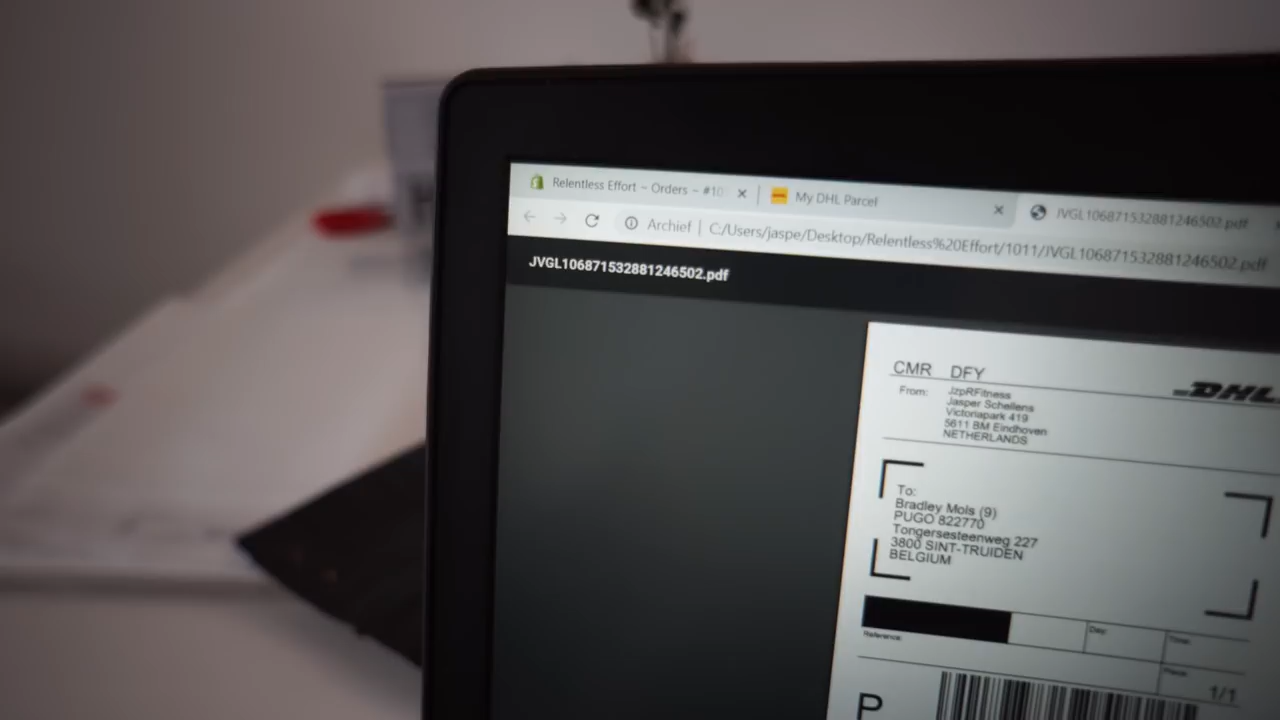 Relentless Effort ~ Orders ~ #10
My DHL Parcel
JVGL106871532881246502.pdf
Archief | C:/Users/jaspe/Desktop/Relentless%20Effort/1011/JVGL106871532881246502.pdf
JVGL106871532881246502.pdf
CMR DFY
DHL
From: JzpRFitness
Jasper Schellens
Victoriapark 419
5611 BM Eindhoven
NETHERLANDS
To:
Bradley Mols (9)
PUGO 822770
Tongersesteenweg 227
3800 SINT-TRUIDEN
BELGIUM
Reference:
Day:
Time:
Piece:
1/1
P